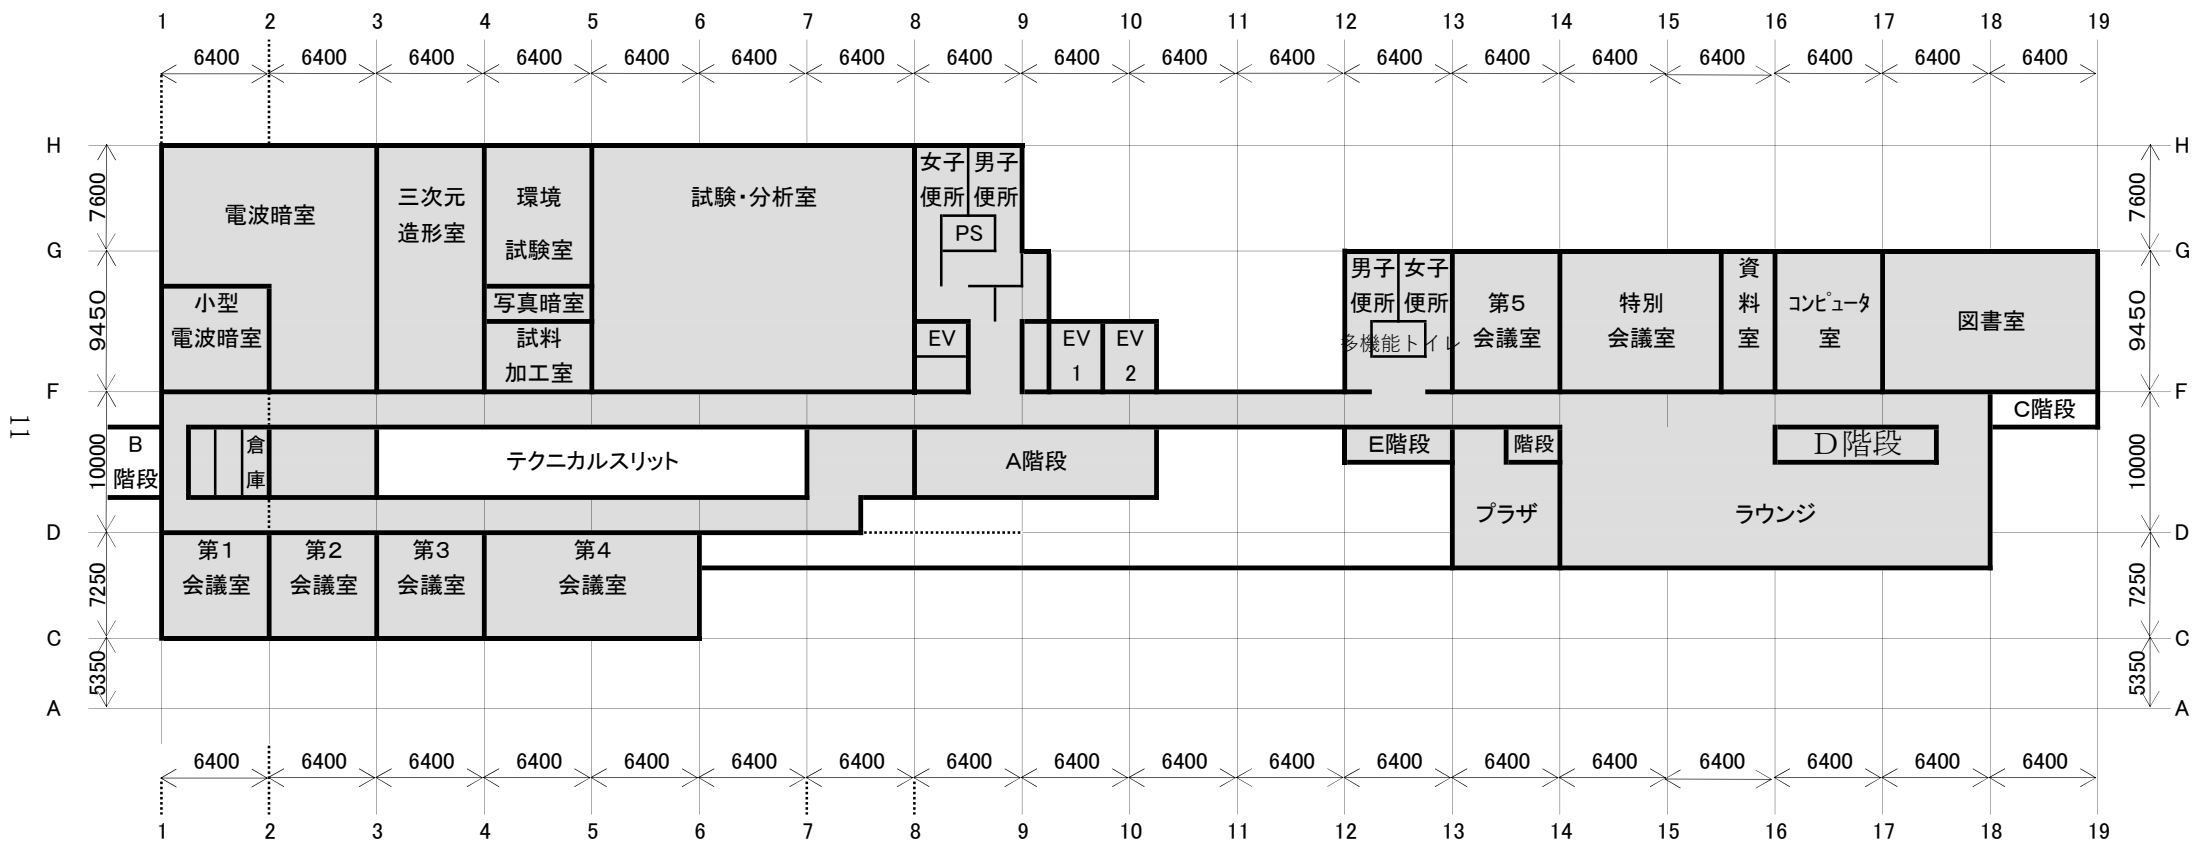 1 2 3 4 5 6 7 8 9 10 11 12 13 14 15 16 17 18 19
6400 6400 6400 6400 6400 6400 6400 6400 6400 6400 6400 6400 6400 6400 6400 6400 6400 6400
H H
7600 7600
G G
9450 9450
F F
10000 10000
D D
7250 7250
C C
5350 5350
A A
電波暗室
三次元
造形室
環境
試験室
試験・分析室
女子
便所
男子
便所
PS
小型
電波暗室
写真暗室
試料
加工室
EV
EV
1
EV
2
男子
便所
女子
便所
多機能トイレ
第5
会議室
特別
会議室
資
料
室
コンピュータ
室
図書室
C階段
B
階段
倉
庫
テクニカルスリット
A階段
E階段
階段
D階段
プラザ
ラウンジ
第1
会議室
第2
会議室
第3
会議室
第4
会議室
11
6400 6400 6400 6400 6400 6400 6400 6400 6400 6400 6400 6400 6400 6400 6400 6400 6400 6400
1 2 3 4 5 6 7 8 9 10 11 12 13 14 15 16 17 18 19